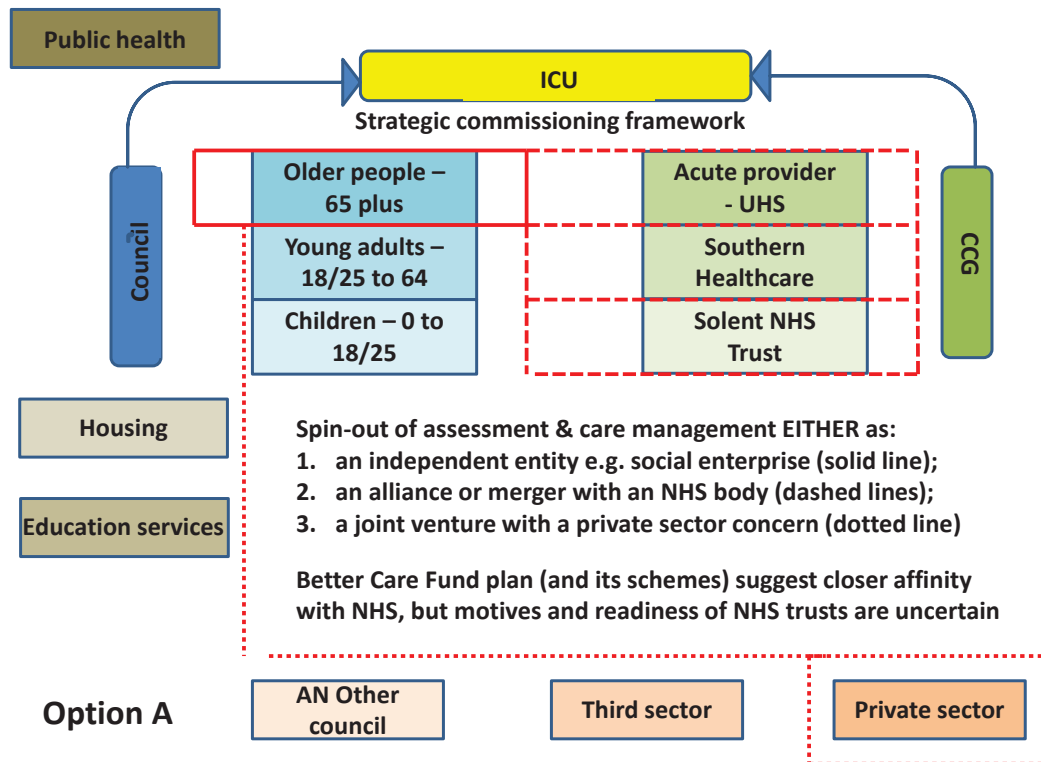 Public health
ICU
Strategic commissioning framework
Council
Older people –
65 plus
Young adults –
18/25 to 64
Children – 0 to
18/25
Acute provider
- UHS
Southern
Healthcare
Solent NHS
Trust
CCG
Housing
Education services
Spin-out of assessment & care management EITHER as:
1. an independent entity e.g. social enterprise (solid line);
2. an alliance or merger with an NHS body (dashed lines);
3. a joint venture with a private sector concern (dotted line)
Better Care Fund plan (and its schemes) suggest closer affinity
with NHS, but motives and readiness of NHS trusts are uncertain
Option A
AN Other
council
Third sector
Private sector